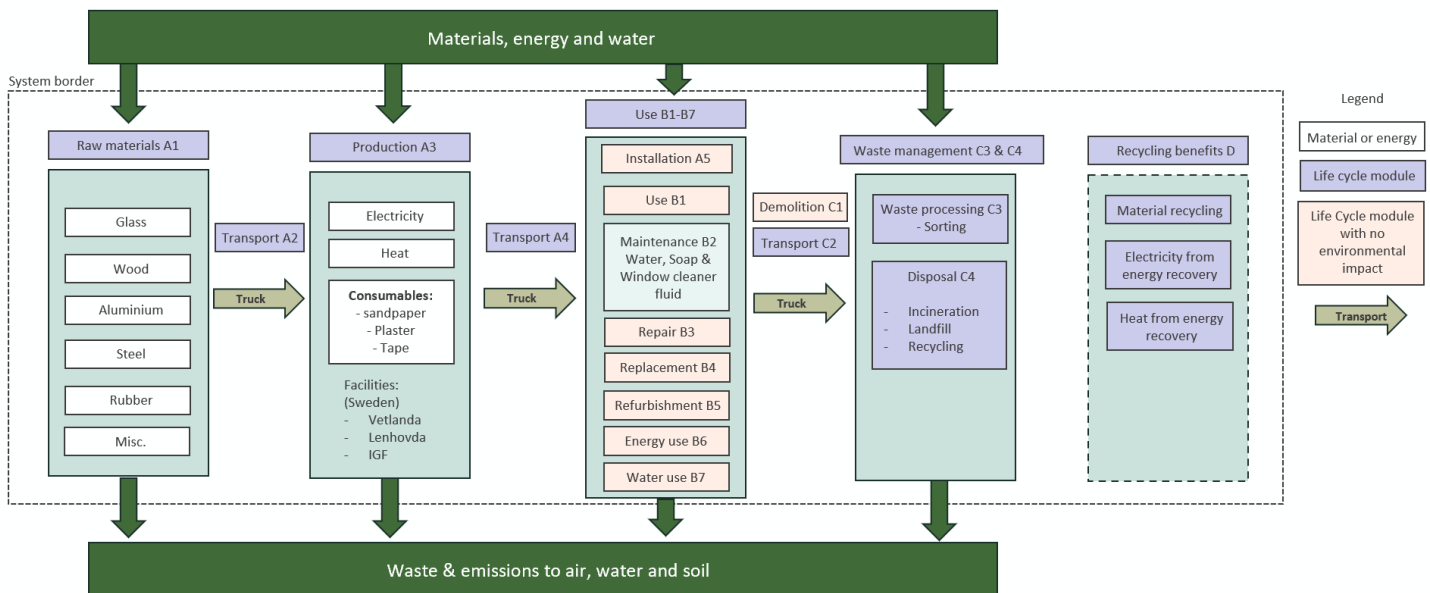 Materials, energy and water
System border
Raw materials A1
Glass
Wood
Aluminium
Steel
Rubber
Misc.
Transport A2
Truck
Production A3
Electricity
Heat
Consumables:
- sandpaper
- Plaster
- Tape
Facilities:
(Sweden)
- Vetlanda
- Lenhovda
- IGF
Transport A4
Truck
Use B1-B7
Installation A5
Use B1
Maintenance B2
Water, Soap &
Window cleaner
fluid
Repair B3
Replacement B4
Refurbishment B5
Energy use B6
Water use B7
Demolition C1
Transport C2
Truck
Waste management C3 & C4
Waste processing C3
- Sorting
Disposal C4
- Incineration
- Landfill
- Recycling
Recycling benefits D
Material recycling
Electricity from
energy recovery
Heat from energy
recovery
Legend
Material or energy
Life cycle module
Life Cycle module
with no
environmental
impact
Transport
Waste & emissions to air, water and soil